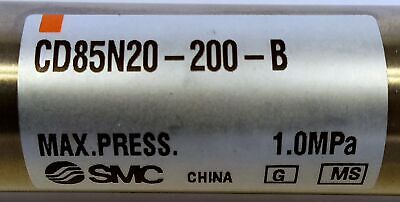 CD85N20-200-B
MAX.PRESS. 1.0MPa
SMC CHINA G MS